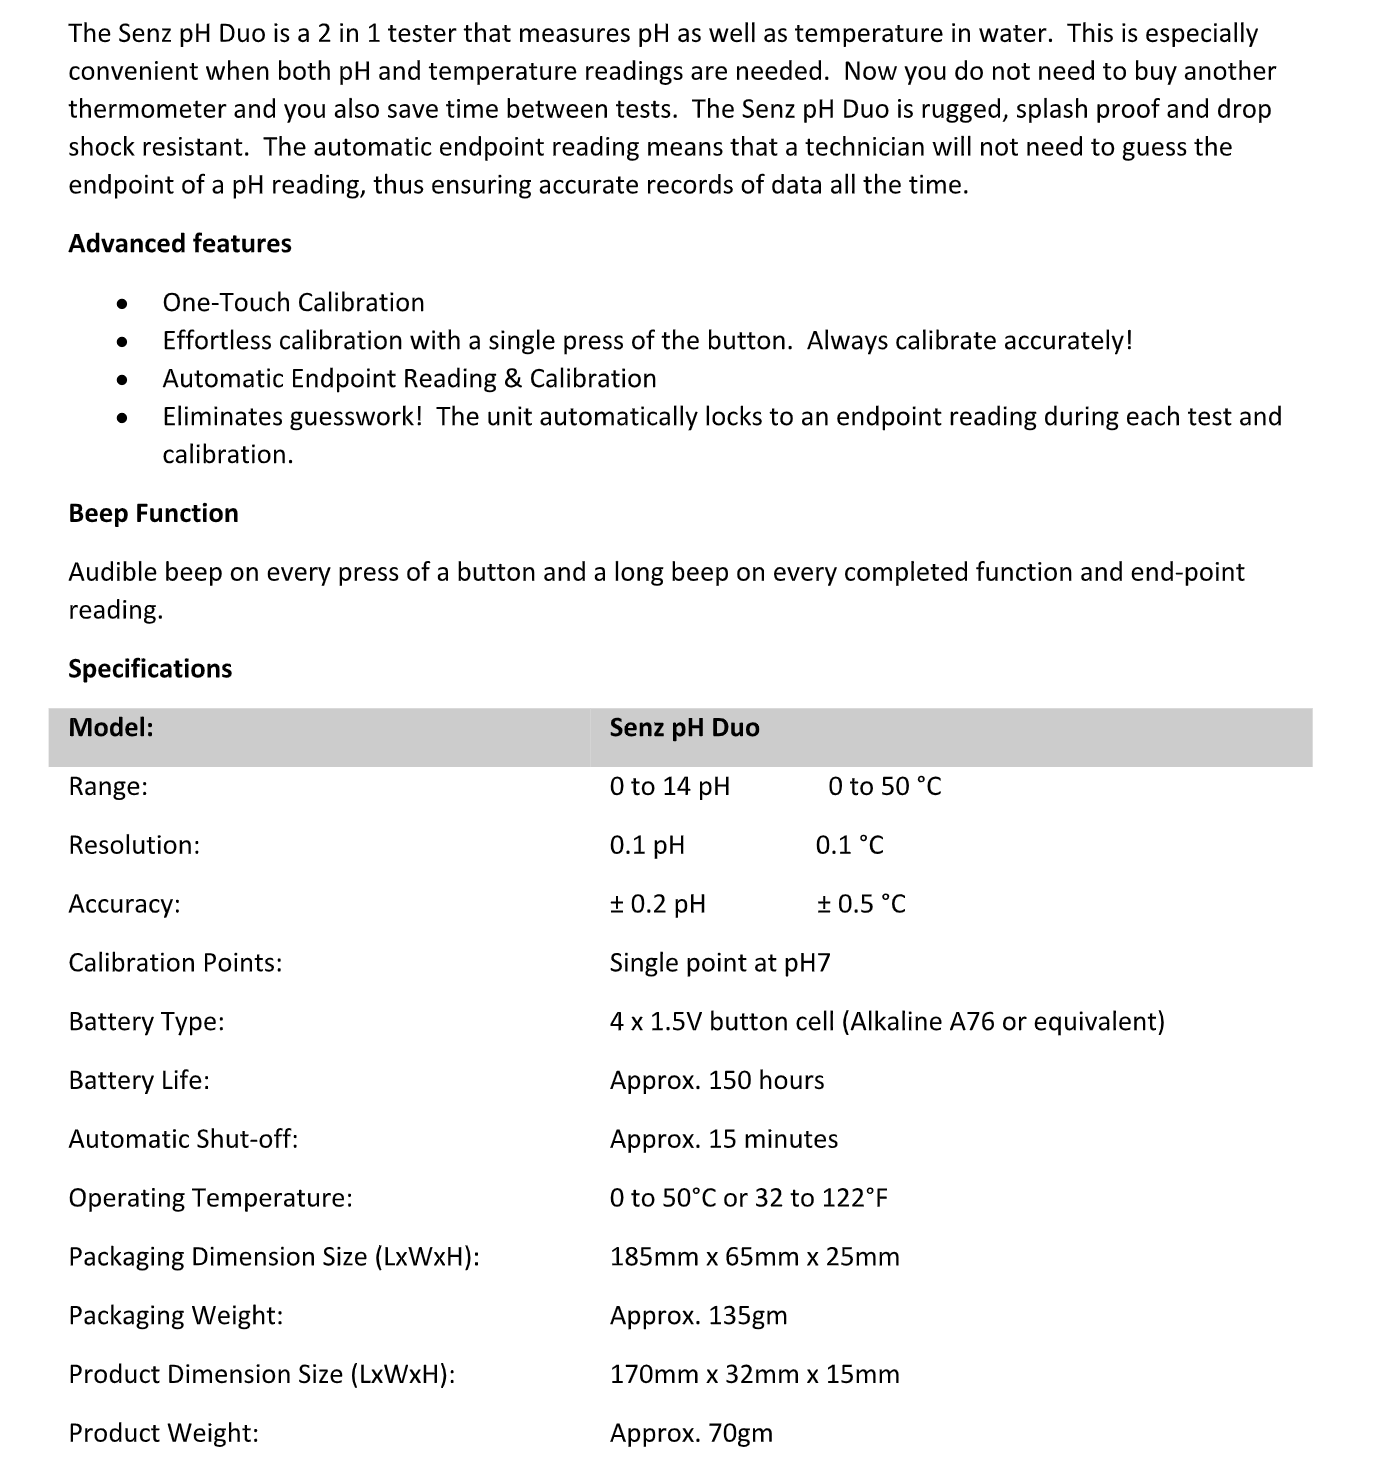 The Senz pH Duo is a 2 in 1 tester that measures pH as well as temperature in water.  This is especially
convenient when both pH and temperature readings are needed.  Now you do not need to buy another
thermometer and you also save time between tests.  The Senz pH Duo is rugged, splash proof and drop
shock resistant.  The automatic endpoint reading means that a technician will not need to guess the
endpoint of a pH reading, thus ensuring accurate records of data all the time.
Advanced features
• One-Touch Calibration
• Effortless calibration with a single press of the button.  Always calibrate accurately!
• Automatic Endpoint Reading & Calibration
• Eliminates guesswork!  The unit automatically locks to an endpoint reading during each test and
calibration.
Beep Function
Audible beep on every press of a button and a long beep on every completed function and end-point
reading.
Specifications
Model: Senz pH Duo
Range: 0 to 14 pH 0 to 50 °C
Resolution: 0.1 pH 0.1 °C
Accuracy: ± 0.2 pH ± 0.5 °C
Calibration Points: Single point at pH7
Battery Type: 4 x 1.5V button cell (Alkaline A76 or equivalent)
Battery Life: Approx. 150 hours
Automatic Shut-off: Approx. 15 minutes
Operating Temperature: 0 to 50°C or 32 to 122°F
Packaging Dimension Size (LxWxH): 185mm x 65mm x 25mm
Packaging Weight: Approx. 135gm
Product Dimension Size (LxWxH): 170mm x 32mm x 15mm
Product Weight: Approx. 70gm